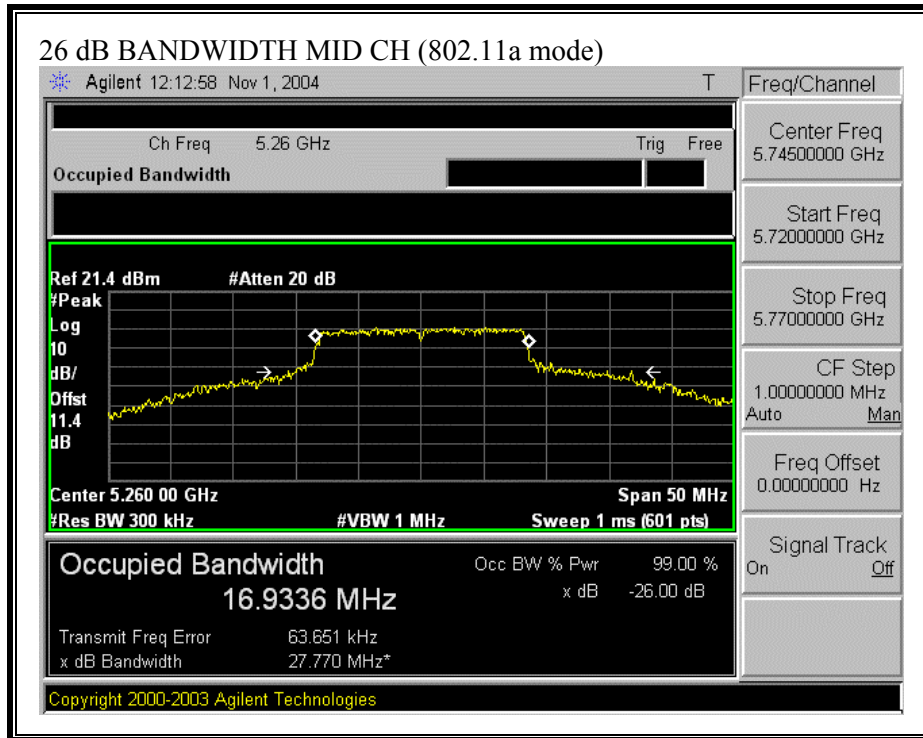 26 dB BANDWIDTH MID CH (802.11a mode)
Agilent 12:12:58 Nov 1, 2004 T
Freq/Channel
Ch Freq 5.26 GHz Trig Free
Occupied Bandwidth
Center Freq
5.74500000 GHz
Start Freq
5.72000000 GHz
Stop Freq
5.77000000 GHz
CF Step
1.00000000 MHz
Auto Man
Freq Offset
0.00000000 Hz
Signal Track
On Off
Ref 21.4 dBm #Atten 20 dB
#Peak
Log
10
dB/
Offst
11.4
dB
Center 5.260 00 GHz Span 50 MHz
#Res BW 300 kHz #VBW 1 MHz Sweep 1 ms (601 pts)
Occupied Bandwidth Occ BW % Pwr 99.00 %
16.9336 MHz x dB -26.00 dB
Transmit Freq Error 63.651 kHz
x dB Bandwidth 27.770 MHz*
Copyright 2000-2003 Agilent Technologies